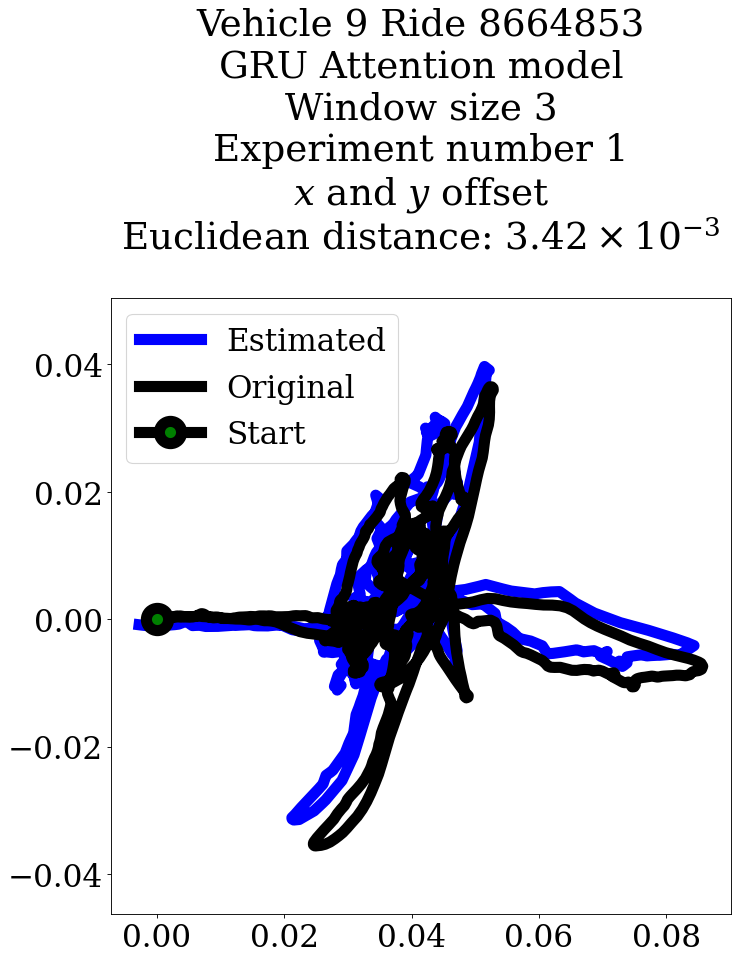 Vehicle 9 Ride 8664853
GRU Attention model
Window size 3
Experiment number 1
x and y offset
Euclidean distance: 3.42 × 10⁻³
Estimated
Original
Start
0.04
0.02
0.00
−0.02
−0.04
0.00 0.02 0.04 0.06 0.08